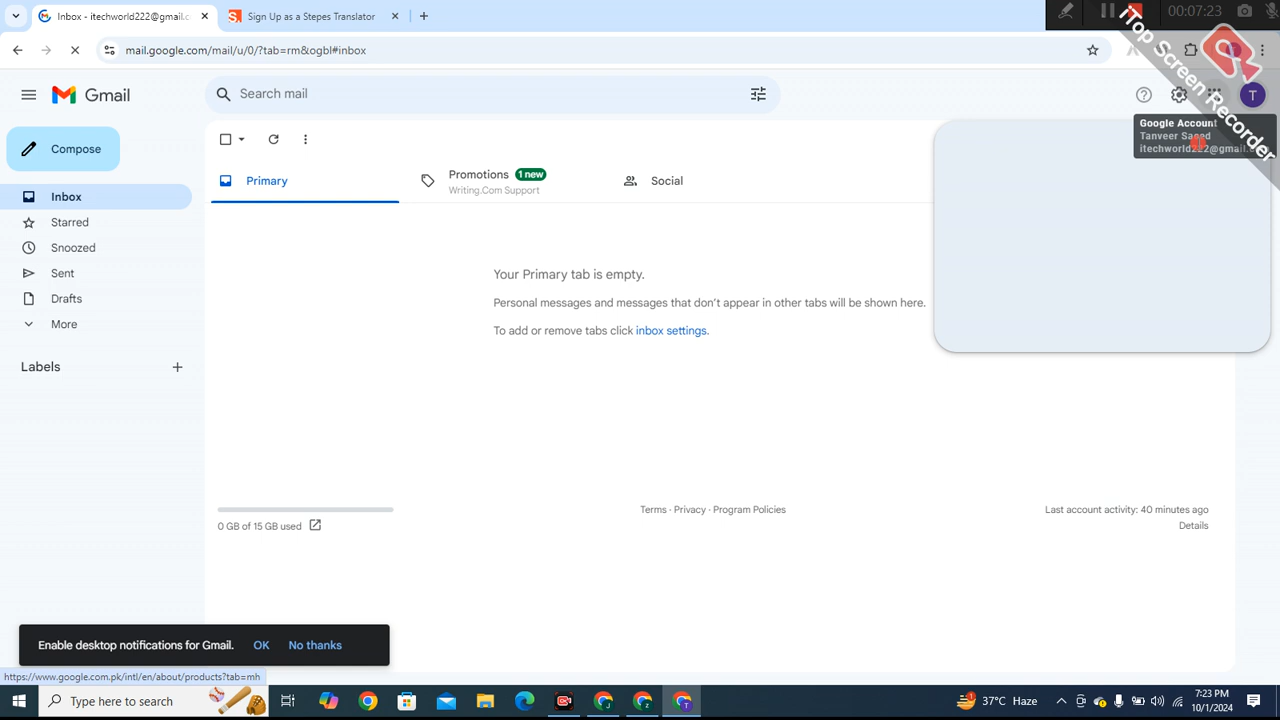 Inbox - itechworld222@gmail.c
Sign Up as a Stepes Translator
00:07:23
mail.google.com/mail/u/0/?tab=rm&ogbl#inbox
iTop Screen Recorder
Gmail
Search mail
T
Google Account
Tanveer Saeed
itechworld222@gmail.c
Compose
Primary
Promotions 1 new
Writing.Com Support
Social
Inbox
Starred
Snoozed
Sent
Drafts
More
Labels
Your Primary tab is empty.
Personal messages and messages that don't appear in other tabs will be shown here.
To add or remove tabs click inbox settings.
0 GB of 15 GB used
Terms · Privacy · Program Policies
Last account activity: 40 minutes ago
Details
Enable desktop notifications for Gmail. OK No thanks
https://www.google.com.pk/intl/en/about/products?tab=mh
Type here to search
37°C Haze
7:23 PM
10/1/2024